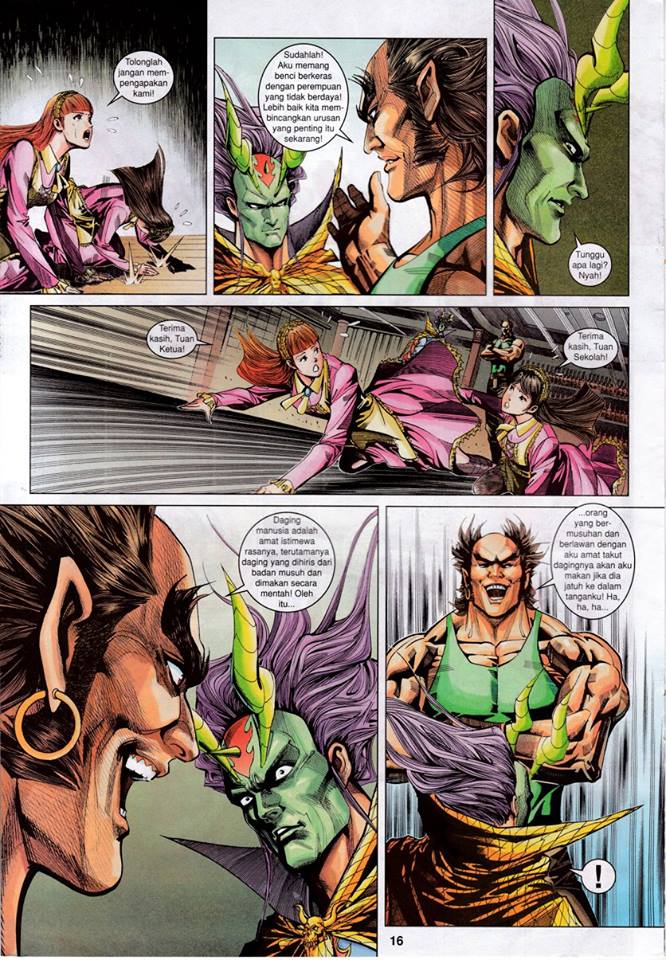 Tolonglah
jangan mem-
pengapakan
kami!
Sudahlah!
Aku memang
benci berkeras
dengan perempuan
yang tidak berdaya!
Lebih baik kita mem-
bincangkan urusan
yang penting itu
sekarang!
Tunggu
apa lagi?
Nyah!
Terima
kasih, Tuan
Ketua!
Terima
kasih, Tuan
Sekolah!
Daging
manusia adalah
amat istimewa
rasanya, terutamanya
daging yang dihiris dari
badan musuh dan
dimakan secara
mentah! Oleh
itu...
...orang
yang ber-
musuhan dan
berlawan dengan
aku amat takut
dagingnya akan aku
makan jika dia
jatuh ke dalam
tanganku! Ha,
ha, ha...
!
16